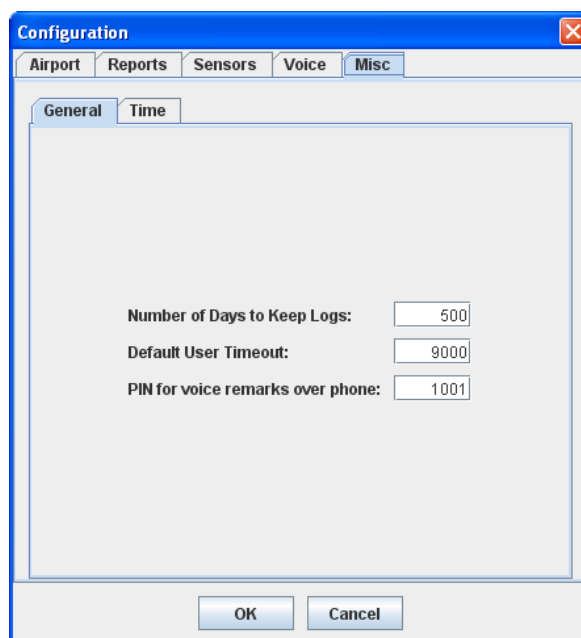 Configuration
Airport Reports Sensors Voice Misc
General Time
Number of Days to Keep Logs: 500
Default User Timeout: 9000
PIN for voice remarks over phone: 1001
OK Cancel